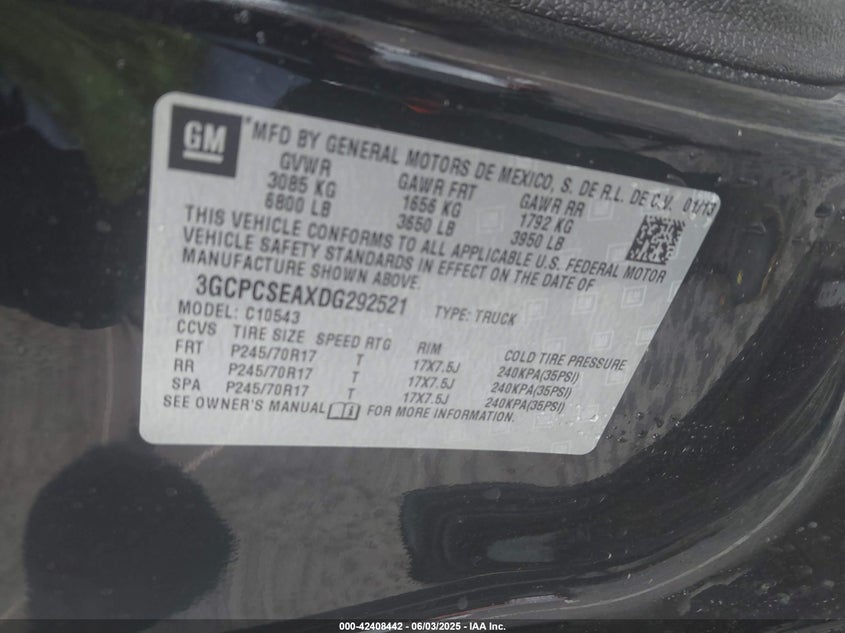 GM
*MFD BY GENERAL MOTORS DE MEXICO, S. DE R.L. DE C.V. 01/13
GVWR GAWR FRT GAWR RR
3085 KG 1656 KG 1792 KG
6800 LB 3650 LB 3950 LB
THIS VEHICLE CONFORMS TO ALL APPLICABLE U.S. FEDERAL MOTOR
VEHICLE SAFETY STANDARDS IN EFFECT ON THE DATE OF
MANUFACTURE SHOWN ABOVE.
3GCPCSEAXDG292521 TYPE: TRUCK
MODEL: C10543
CCVS TIRE SIZE SPEED RTG RIM COLD TIRE PRESSURE
FRT P245/70R17 T 17X7.5J 240KPA(35PSI)
RR P245/70R17 T 17X7.5J 240KPA(35PSI)
SPA P245/70R17 T 17X7.5J 240KPA(35PSI)
SEE OWNER'S MANUAL FOR MORE INFORMATION.
000-42408442 - 06/03/2025 - IAA Inc.